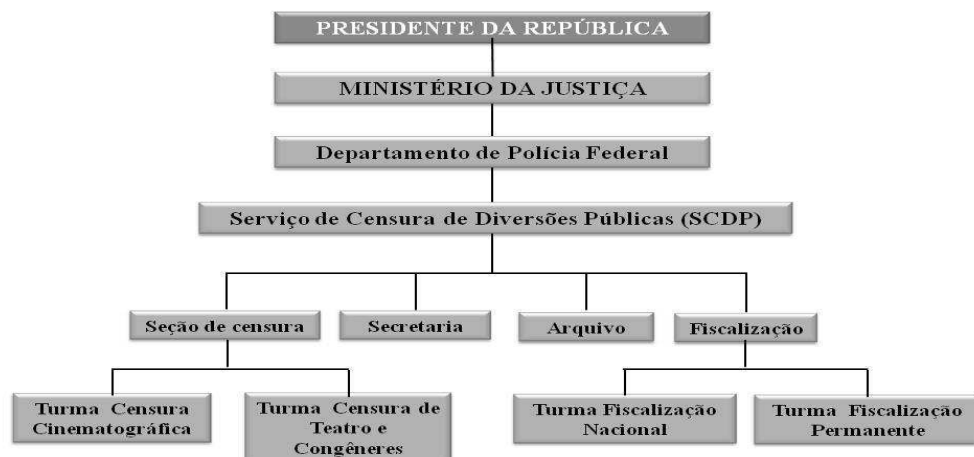 PRESIDENTE DA REPÚBLICA
MINISTÉRIO DA JUSTIÇA
Departamento de Polícia Federal
Serviço de Censura de Diversões Públicas (SCDP)
Seção de censura
Secretaria
Arquivo
Fiscalização
Turma Censura
Cinematográfica
Turma Censura de
Teatro e
Congêneres
Turma Fiscalização
Nacional
Turma Fiscalização
Permanente